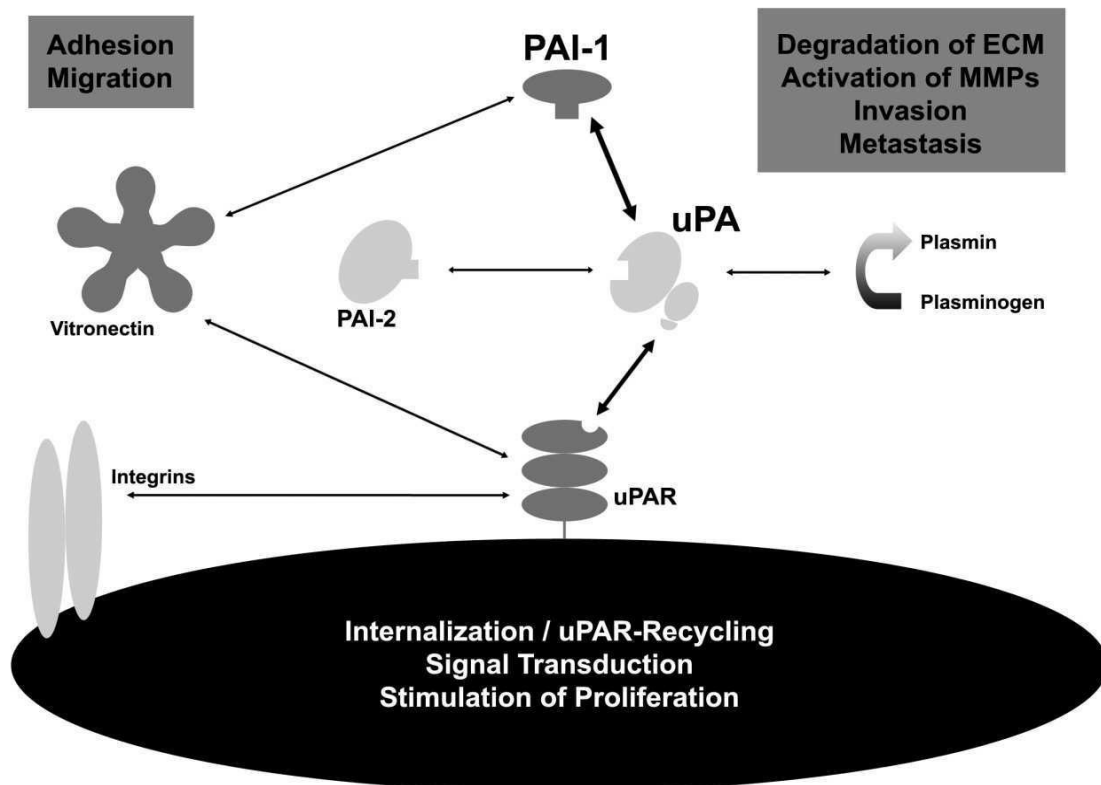 Adhesion
Migration
PAI-1
Degradation of ECM
Activation of MMPs
Invasion
Metastasis
uPA
Plasmin
Plasminogen
PAI-2
Vitronectin
Integrins
uPAR
Internalization / uPAR-Recycling
Signal Transduction
Stimulation of Proliferation